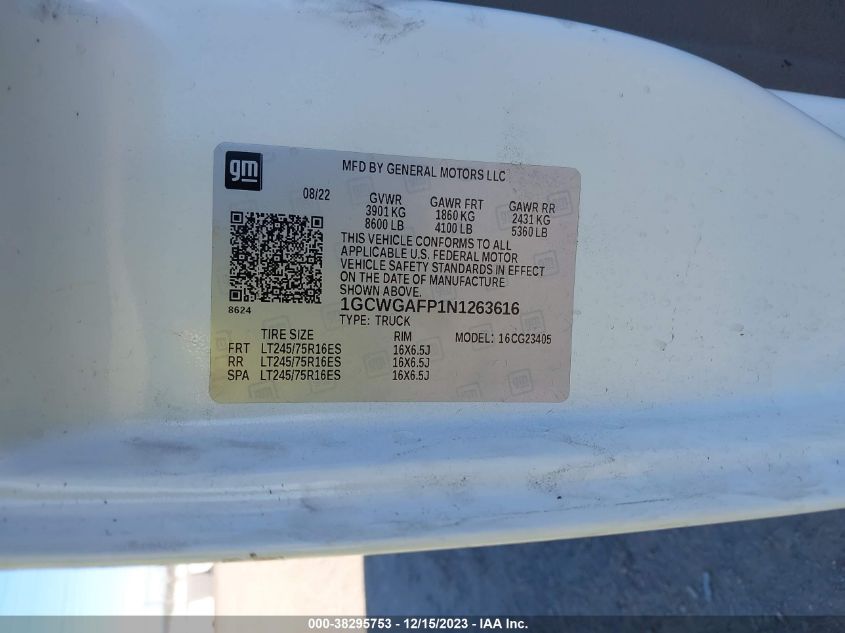 gm
MFD BY GENERAL MOTORS LLC
08/22
GVWR GAWR FRT GAWR RR
3901 KG 1860 KG 2431 KG
8600 LB 4100 LB 5360 LB
THIS VEHICLE CONFORMS TO ALL
APPLICABLE U.S. FEDERAL MOTOR
VEHICLE SAFETY STANDARDS IN EFFECT
ON THE DATE OF MANUFACTURE
SHOWN ABOVE.
8624
1GCWGAFP1N1263616
TYPE: TRUCK
TIRE SIZE RIM MODEL: 16CG23405
FRT LT245/75R16ES 16X6.5J
RR LT245/75R16ES 16X6.5J
SPA LT245/75R16ES 16X6.5J
000-38295753 - 12/15/2023 - IAA Inc.